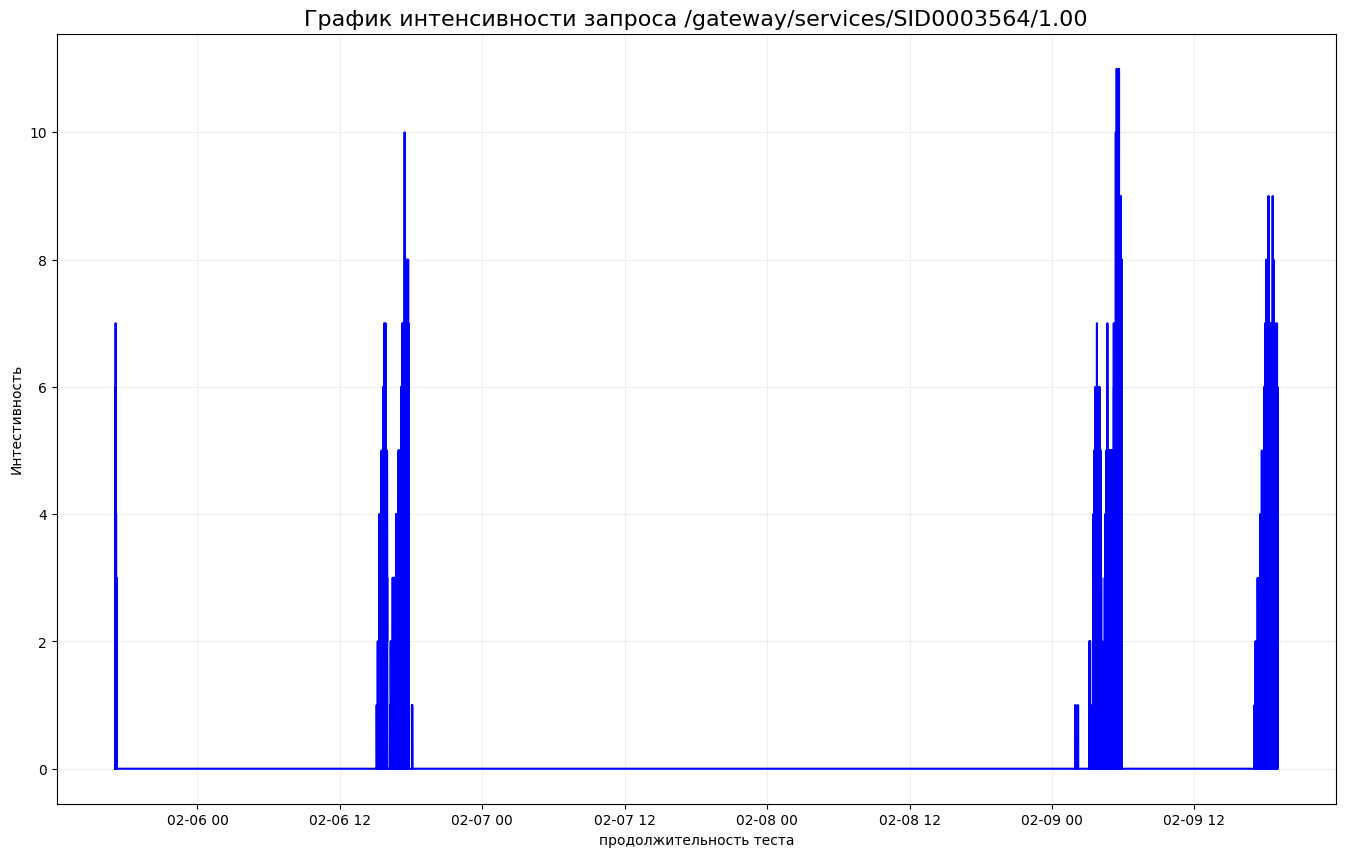 График интенсивности запроса /gateway/services/SID0003564/1.00
Интестивность
10
8
6
4
2
0
02-06 00 02-06 12 02-07 00 02-07 12 02-08 00 02-08 12 02-09 00 02-09 12
продолжительность теста